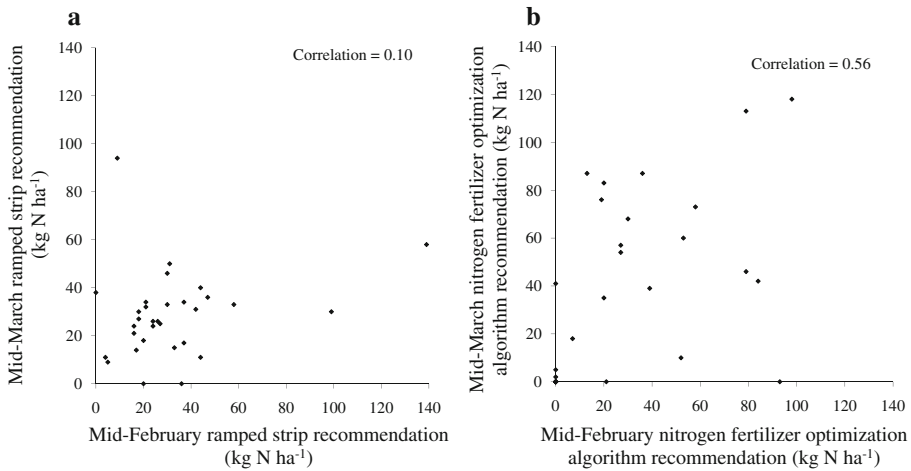 a
Correlation = 0.10
Mid-March ramped strip recommendation
(kg N ha-1)
140
120
100
80
60
40
20
0
0 20 40 60 80 100 120 140
Mid-February ramped strip recommendation
(kg N ha-1)
b
Correlation = 0.56
Mid-March nitrogen fertilizer optimization
algorithm recommendation (kg N ha-1)
140
120
100
80
60
40
20
0
0 20 40 60 80 100 120 140
Mid-February nitrogen fertilizer optimization
algorithm recommendation (kg N ha-1)